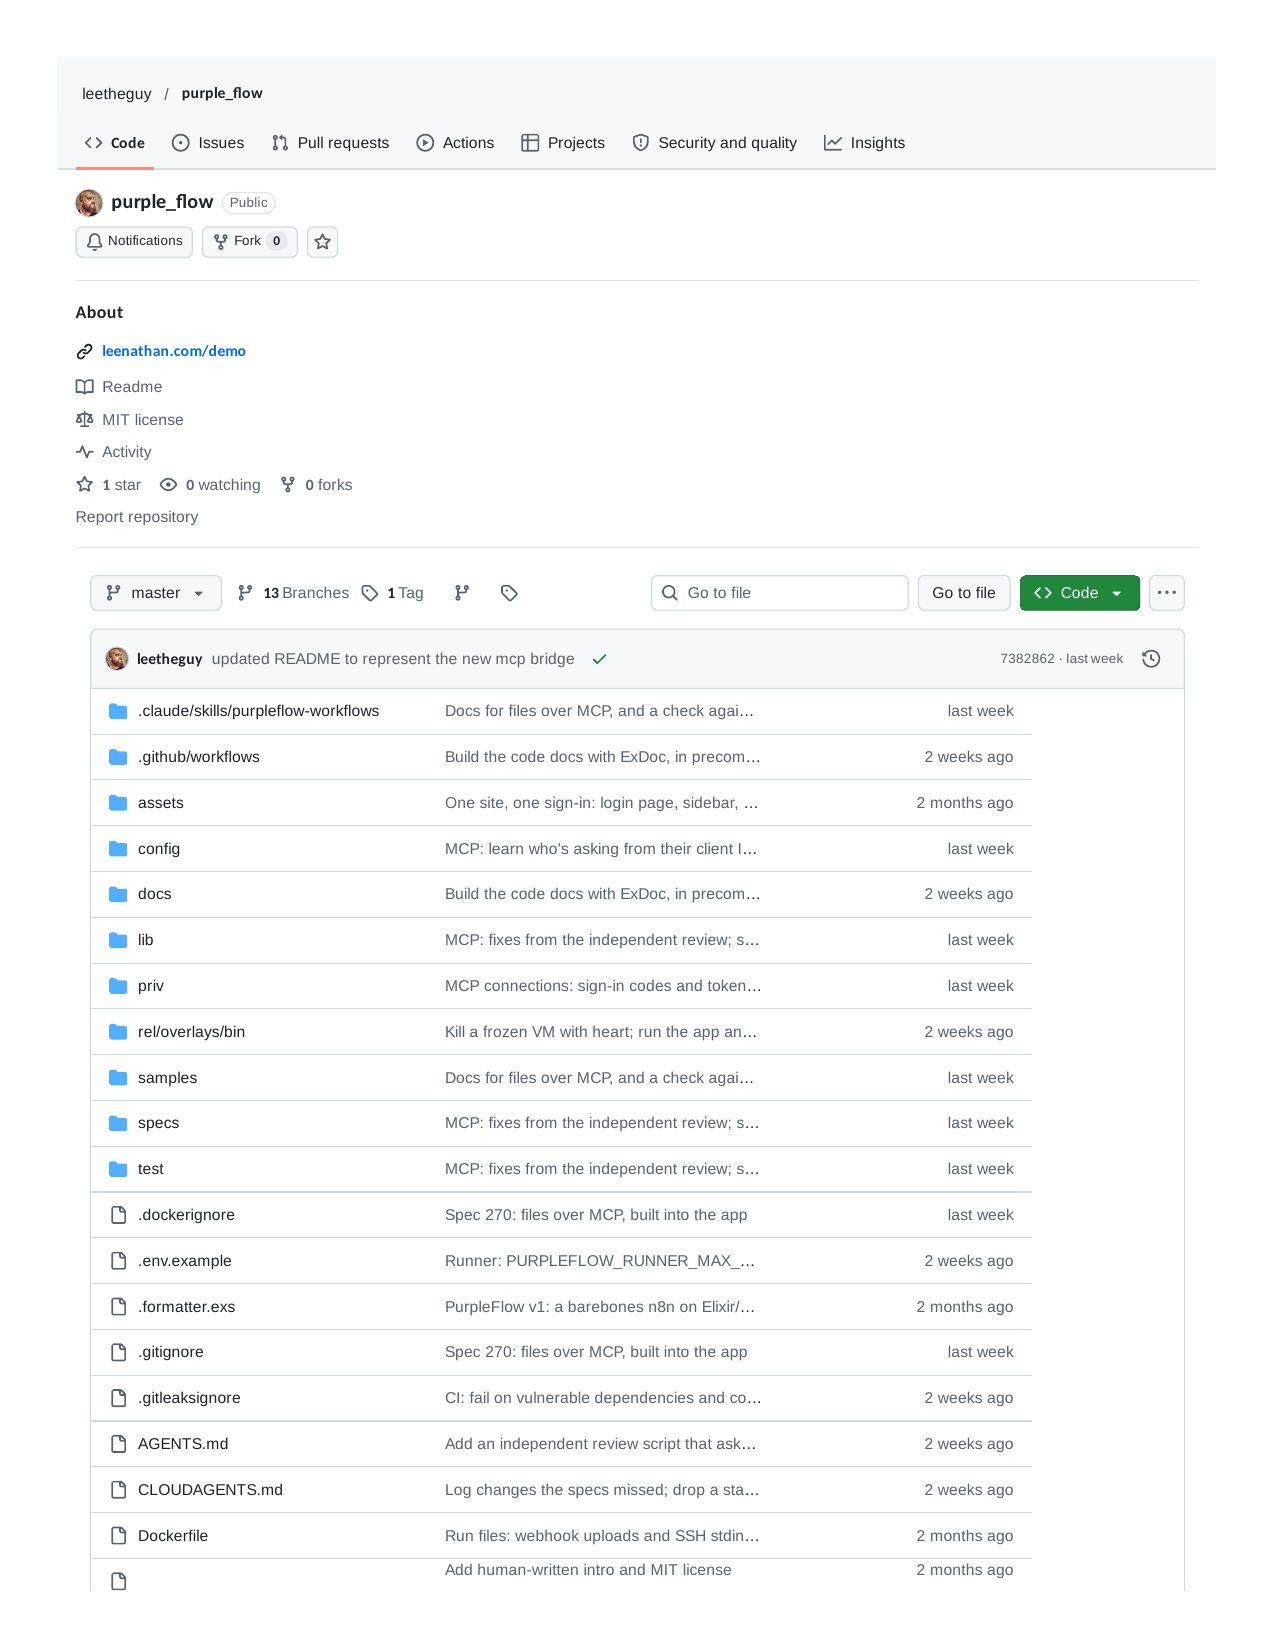 leetheguy / purple_flow
Code Issues Pull requests Actions Projects Security and quality Insights
purple_flow Public
Notifications Fork 0
About
leenathan.com/demo
Readme
MIT license
Activity
1 star 0 watching 0 forks
Report repository
master 13 Branches 1 Tag Go to file Go to file Code
leetheguy updated README to represent the new mcp bridge 7382862 · last week
.claude/skills/purpleflow-workflows Docs for files over MCP, and a check agai… last week
.github/workflows Build the code docs with ExDoc, in precom… 2 weeks ago
assets One site, one sign-in: login page, sidebar, … 2 months ago
config MCP: learn who's asking from their client I… last week
docs Build the code docs with ExDoc, in precom… 2 weeks ago
lib MCP: fixes from the independent review; s… last week
priv MCP connections: sign-in codes and token… last week
rel/overlays/bin Kill a frozen VM with heart; run the app an… 2 weeks ago
samples Docs for files over MCP, and a check agai… last week
specs MCP: fixes from the independent review; s… last week
test MCP: fixes from the independent review; s… last week
.dockerignore Spec 270: files over MCP, built into the app last week
.env.example Runner: PURPLEFLOW_RUNNER_MAX_… 2 weeks ago
.formatter.exs PurpleFlow v1: a barebones n8n on Elixir/… 2 months ago
.gitignore Spec 270: files over MCP, built into the app last week
.gitleaksignore CI: fail on vulnerable dependencies and co… 2 weeks ago
AGENTS.md Add an independent review script that ask… 2 weeks ago
CLOUDAGENTS.md Log changes the specs missed; drop a sta… 2 weeks ago
Dockerfile Run files: webhook uploads and SSH stdin… 2 months ago
Add human-written intro and MIT license 2 months ago